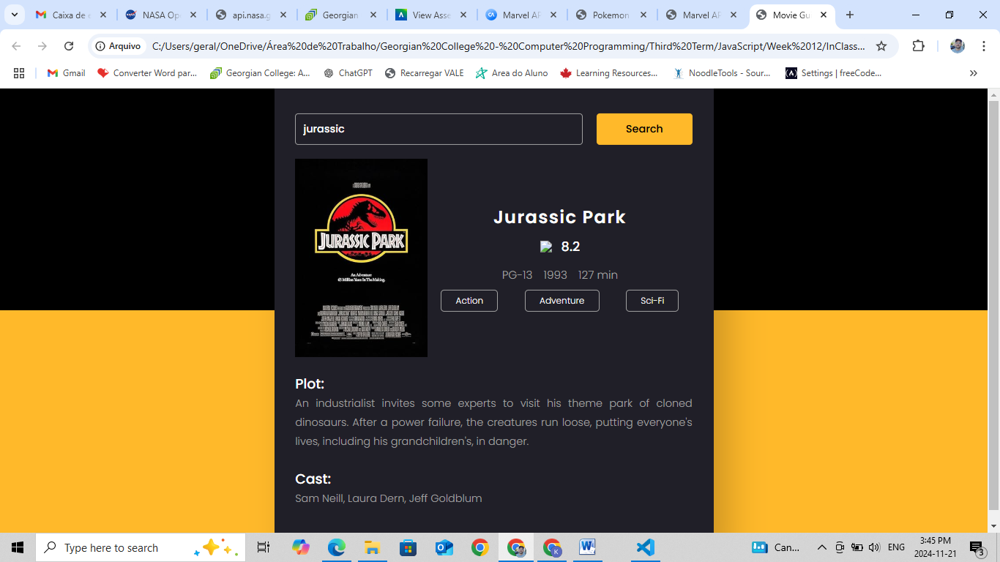 Caixa de e
NASA Op
api.nasa.g
Georgian
View Asse
Marvel AP
Pokemon
Marvel AP
Movie Gu
Arquivo
C:/Users/geral/OneDrive/Área%20de%20Trabalho/Georgian%20College%20-%20Computer%20Programming/Third%20Term/JavaScript/Week%2012/InClass...
Gmail
Converter Word par...
Georgian College: A...
ChatGPT
Recarregar VALE
Area do Aluno
Learning Resources...
NoodleTools - Sour...
Settings | freeCode...
jurassic
Search
JURASSIC PARK
An Adventure
65 Million Years In The Making.
Jurassic Park
8.2
PG-13 1993 127 min
Action Adventure Sci-Fi
Plot:
An industrialist invites some experts to visit his theme park of cloned
dinosaurs. After a power failure, the creatures run loose, putting everyone's
lives, including his grandchildren's, in danger.
Cast:
Sam Neill, Laura Dern, Jeff Goldblum
Type here to search
Can...
ENG
3:45 PM
2024-11-21
3